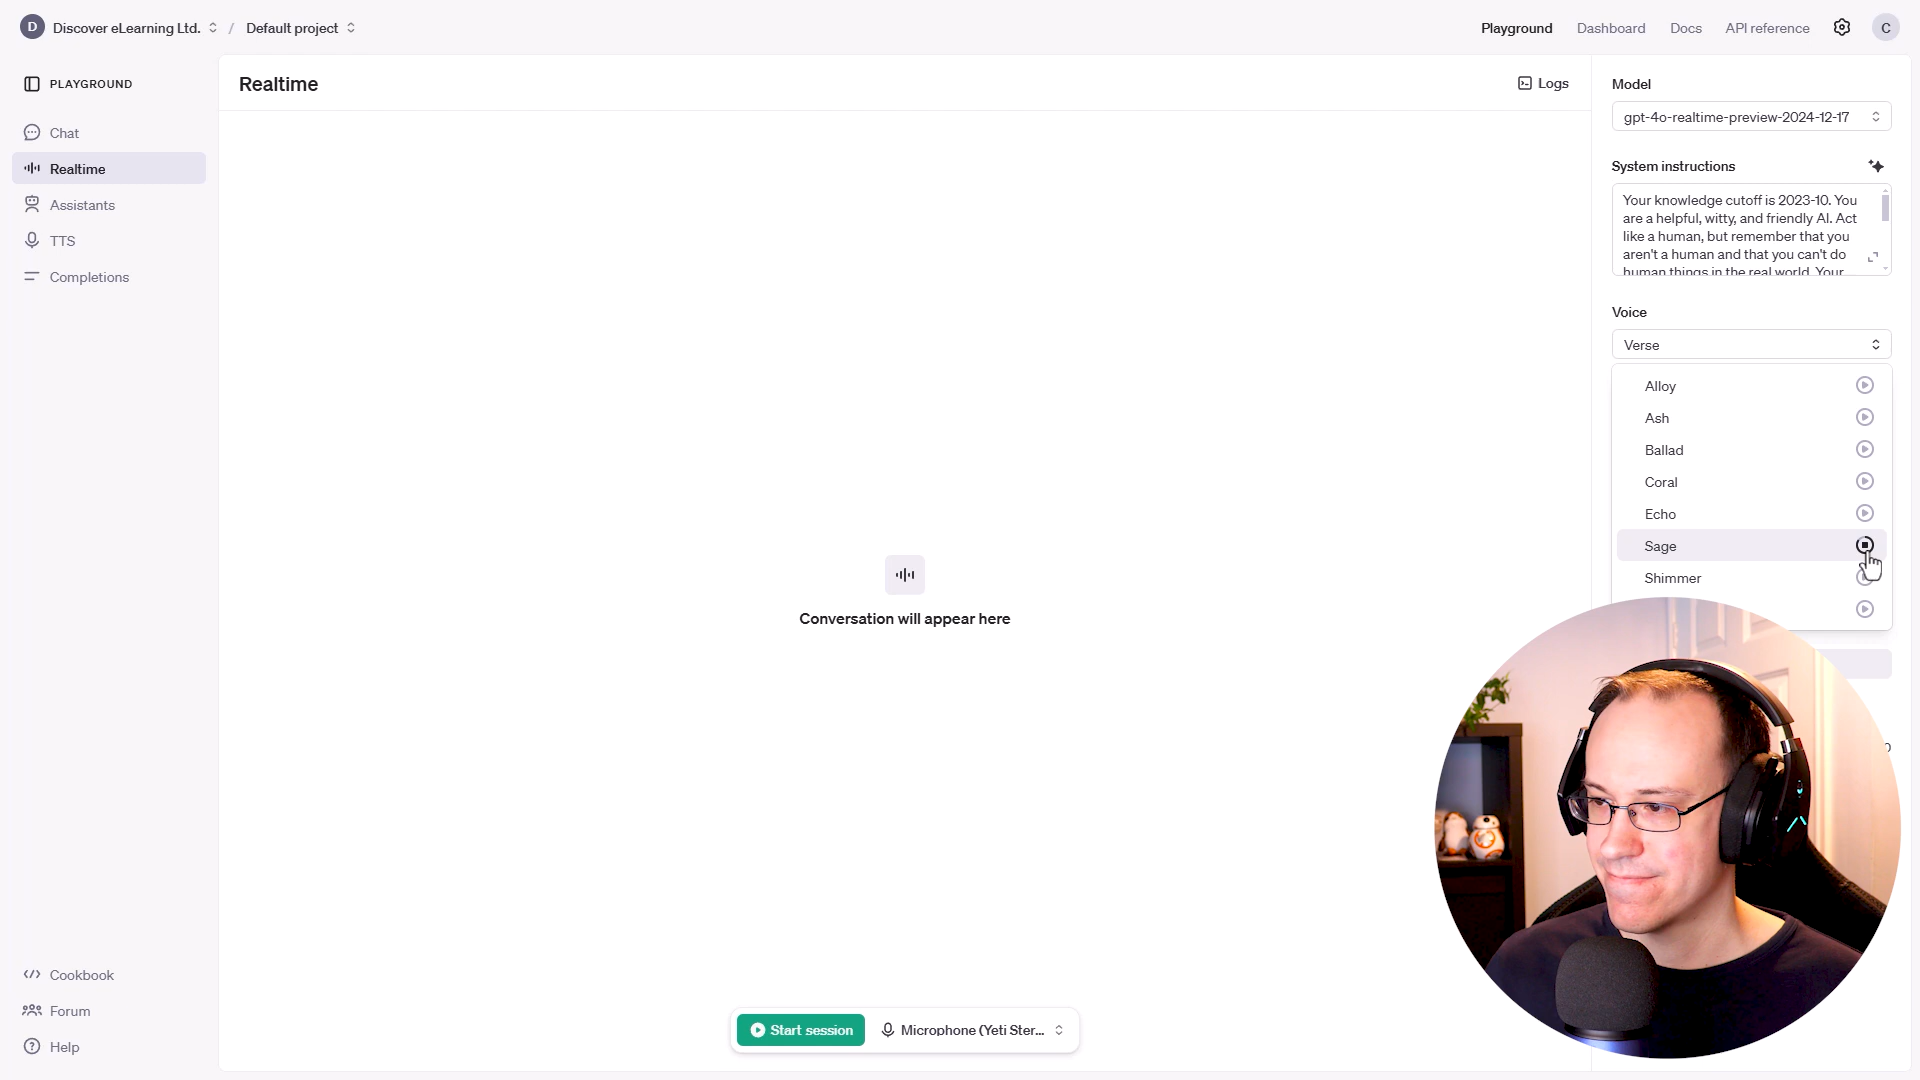 D Discover eLearning Ltd. / Default project
Playground Dashboard Docs API reference C
PLAYGROUND
Chat
Realtime
Assistants
TTS
Completions
Cookbook
Forum
Help
Realtime
Logs
Conversation will appear here
Start session Microphone (Yeti Ster...
Model
gpt-4o-realtime-preview-2024-12-17
System instructions
Your knowledge cutoff is 2023-10. You
are a helpful, witty, and friendly AI. Act
like a human, but remember that you
aren't a human and that you can't do
human things in the real world. Your
Voice
Verse
Alloy
Ash
Ballad
Coral
Echo
Sage
Shimmer